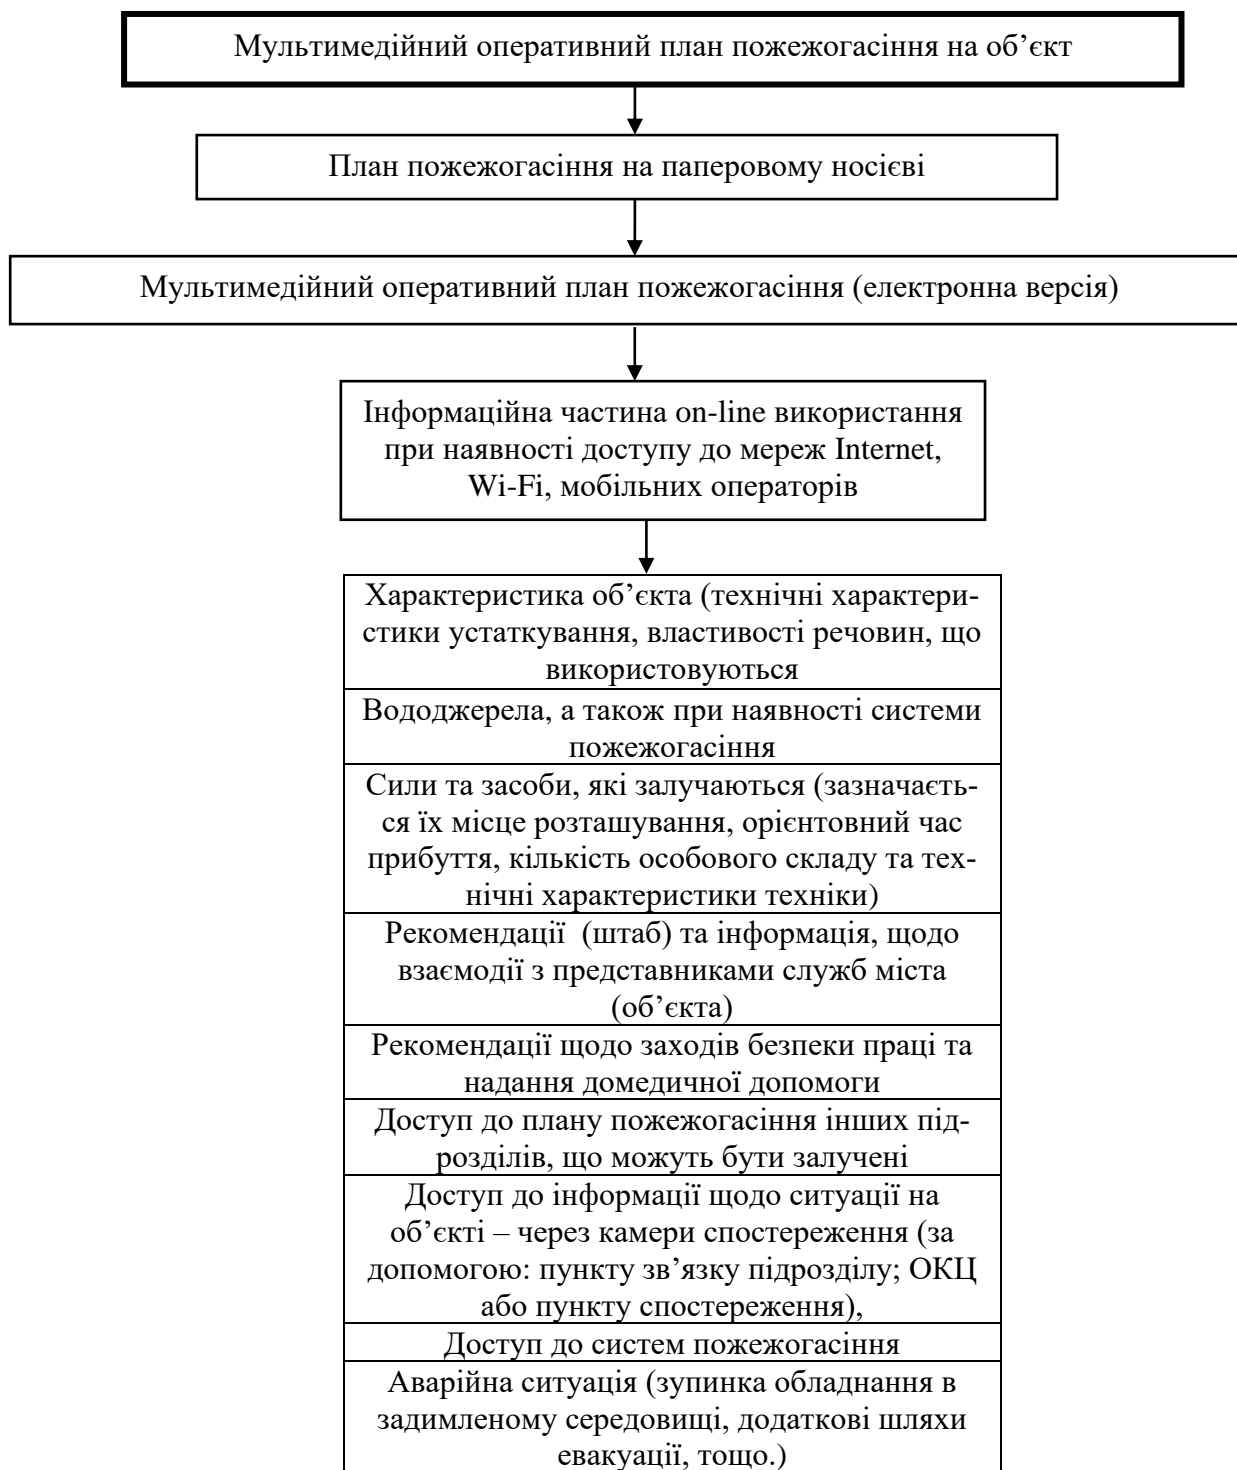 Мультимедійний оперативний план пожежогасіння на об’єкт
План пожежогасіння на паперовому носієві
Мультимедійний оперативний план пожежогасіння (електронна версія)
Інформаційна частина on-line використання
при наявності доступу до мереж Internet,
Wi-Fi, мобільних операторів
Характеристика об’єкта (технічні характери-
стики устаткування, властивості речовин, що
використовуються
Вододжерела, а також при наявності системи
пожежогасіння
Сили та засоби, які залучаються (зазначаєть-
ся їх місце розташування, орієнтовний час
прибуття, кількість особового складу та тех-
нічні характеристики техніки)
Рекомендації (штаб) та інформація, щодо
взаємодії з представниками служб міста
(об’єкта)
Рекомендації щодо заходів безпеки праці та
надання домедичної допомоги
Доступ до плану пожежогасіння інших під-
розділів, що можуть бути залучені
Доступ до інформації щодо ситуації на
об’єкті – через камери спостереження (за
допомогою: пункту зв’язку підрозділу; ОКЦ
або пункту спостереження),
Доступ до систем пожежогасіння
Аварійна ситуація (зупинка обладнання в
задимленому середовищі, додаткові шляхи
евакуації, тощо.)